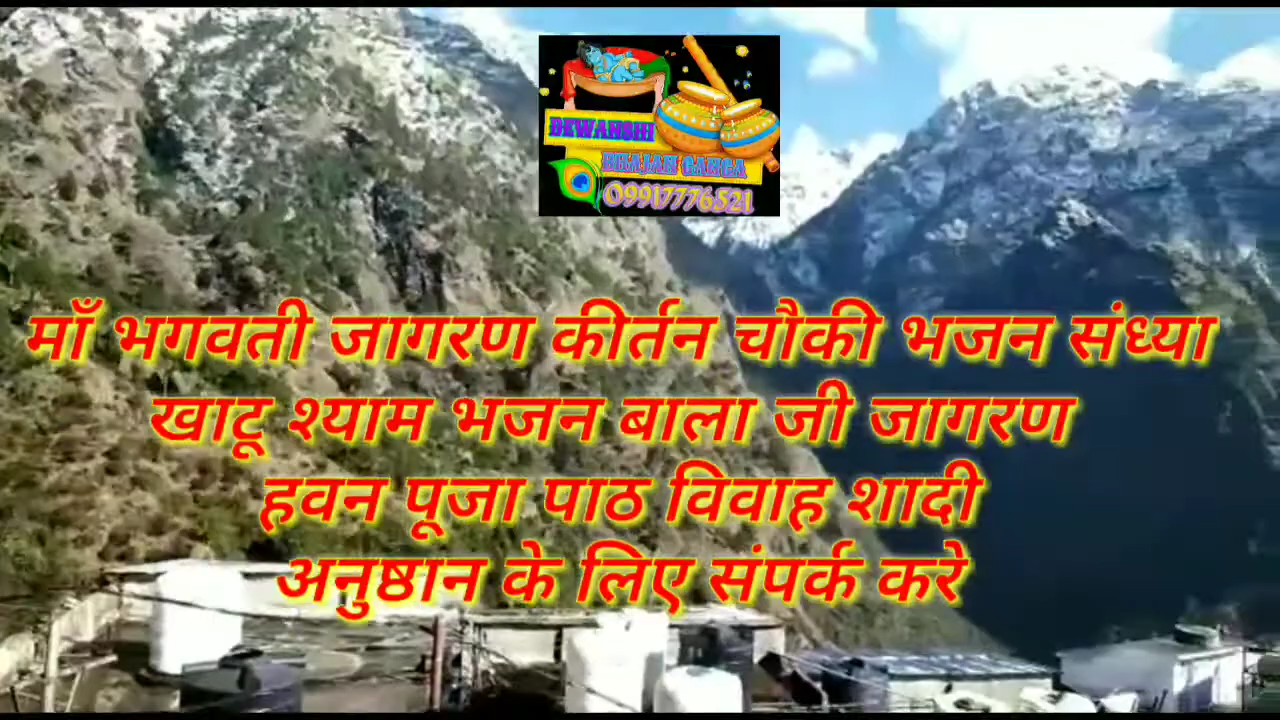 DEWANSHI
BHAJAN GANGA
09917776521
माँ भगवती जागरण कीर्तन चौकी भजन संध्या
खाटू श्याम भजन बाला जी जागरण
हवन पूजा पाठ विवाह शादी
अनुष्ठान के लिए संपर्क करे